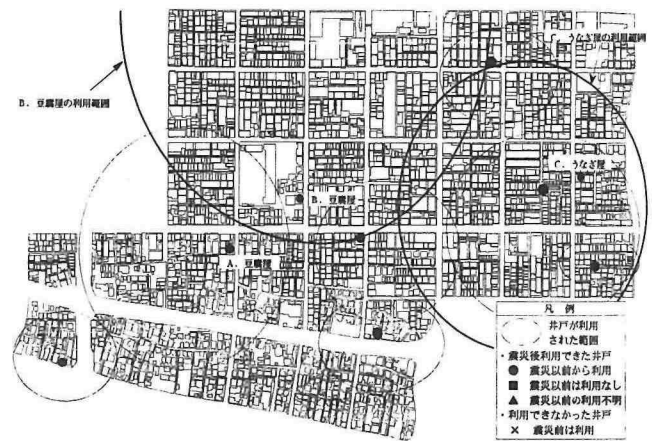 C. うなぎ屋の利用範囲
B. 豆腐屋の利用範囲
C. うなぎ屋
B. 豆腐屋
A. 豆腐屋
凡 例
井戸が利用
された範囲
・震災後利用できた井戸
● 震災以前から利用
■ 震災以前は利用なし
▲ 震災以前の利用不明
・利用できなかった井戸
× 震災前は利用